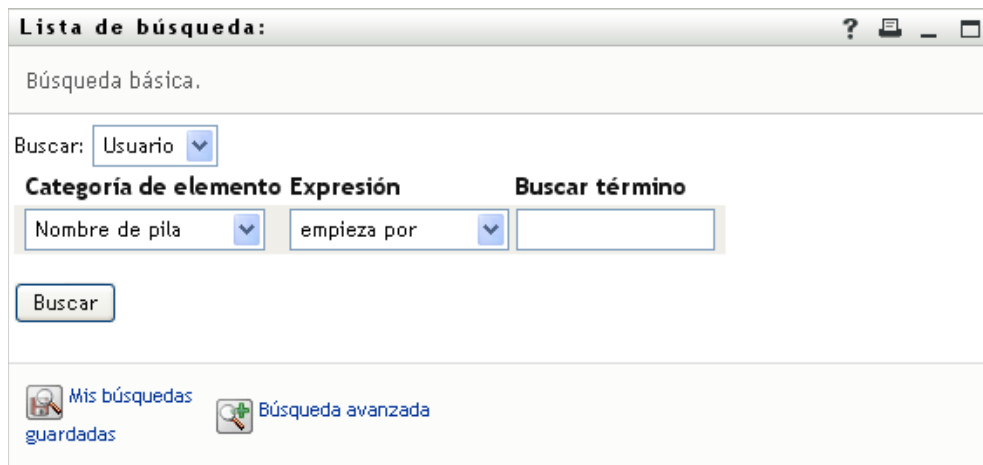 Lista de búsqueda:
Búsqueda básica.
Buscar: Usuario
Categoría de elemento Expresión Buscar término
Nombre de pila empieza por
Buscar
Mis búsquedas guardadas
Búsqueda avanzada